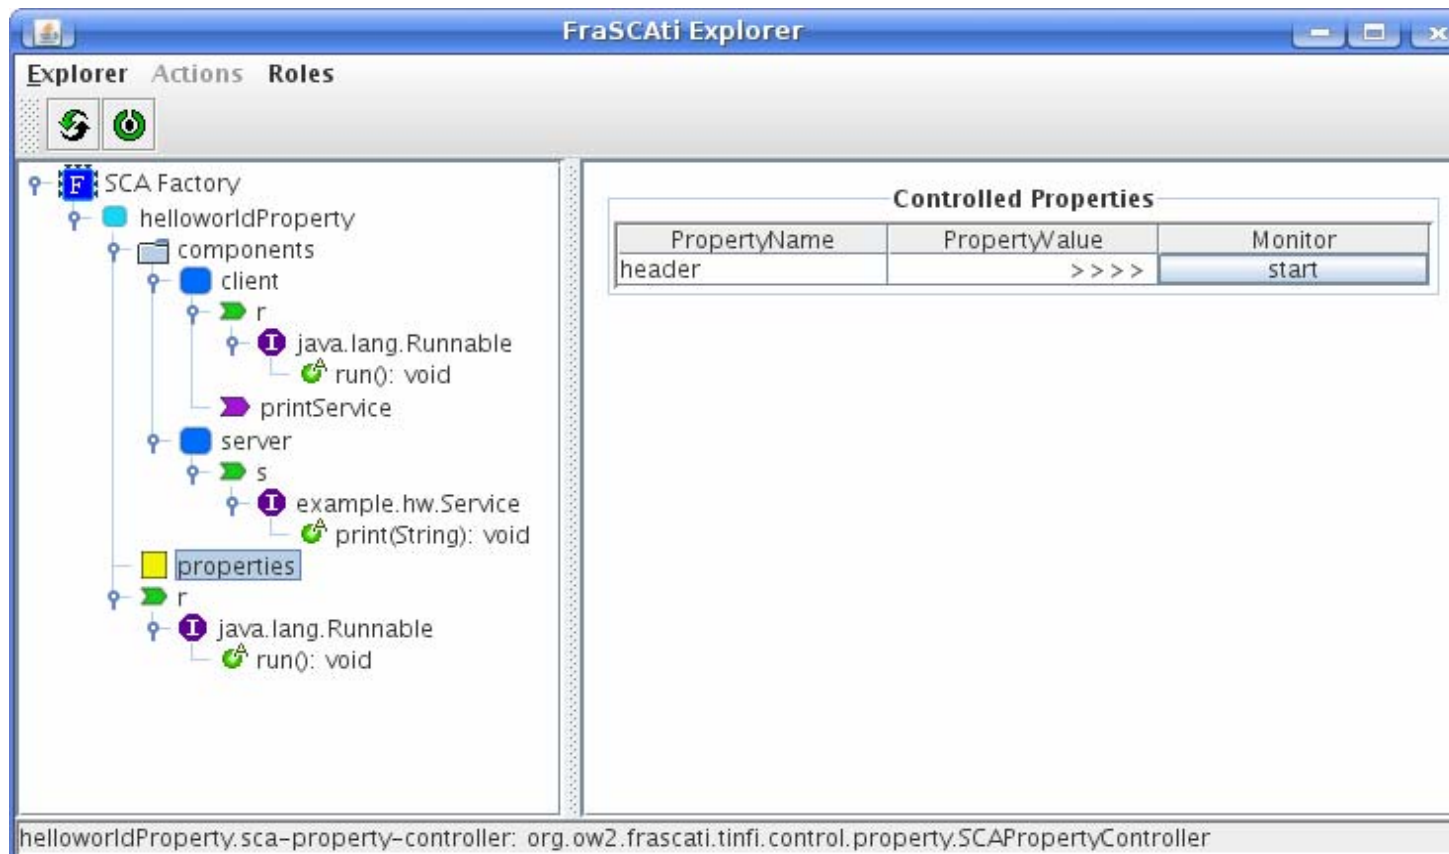 FraSCAti Explorer
Explorer Actions Roles
F SCA Factory
helloworldProperty
components
client
r
I java.lang.Runnable
A run(): void
printService
server
s
I example.hw.Service
A print(String): void
properties
r
I java.lang.Runnable
A run(): void
Controlled Properties
PropertyName PropertyValue Monitor
header >>>> start
helloworldProperty.sca-property-controller: org.ow2.frascati.tinfi.control.property.SCAPropertyController